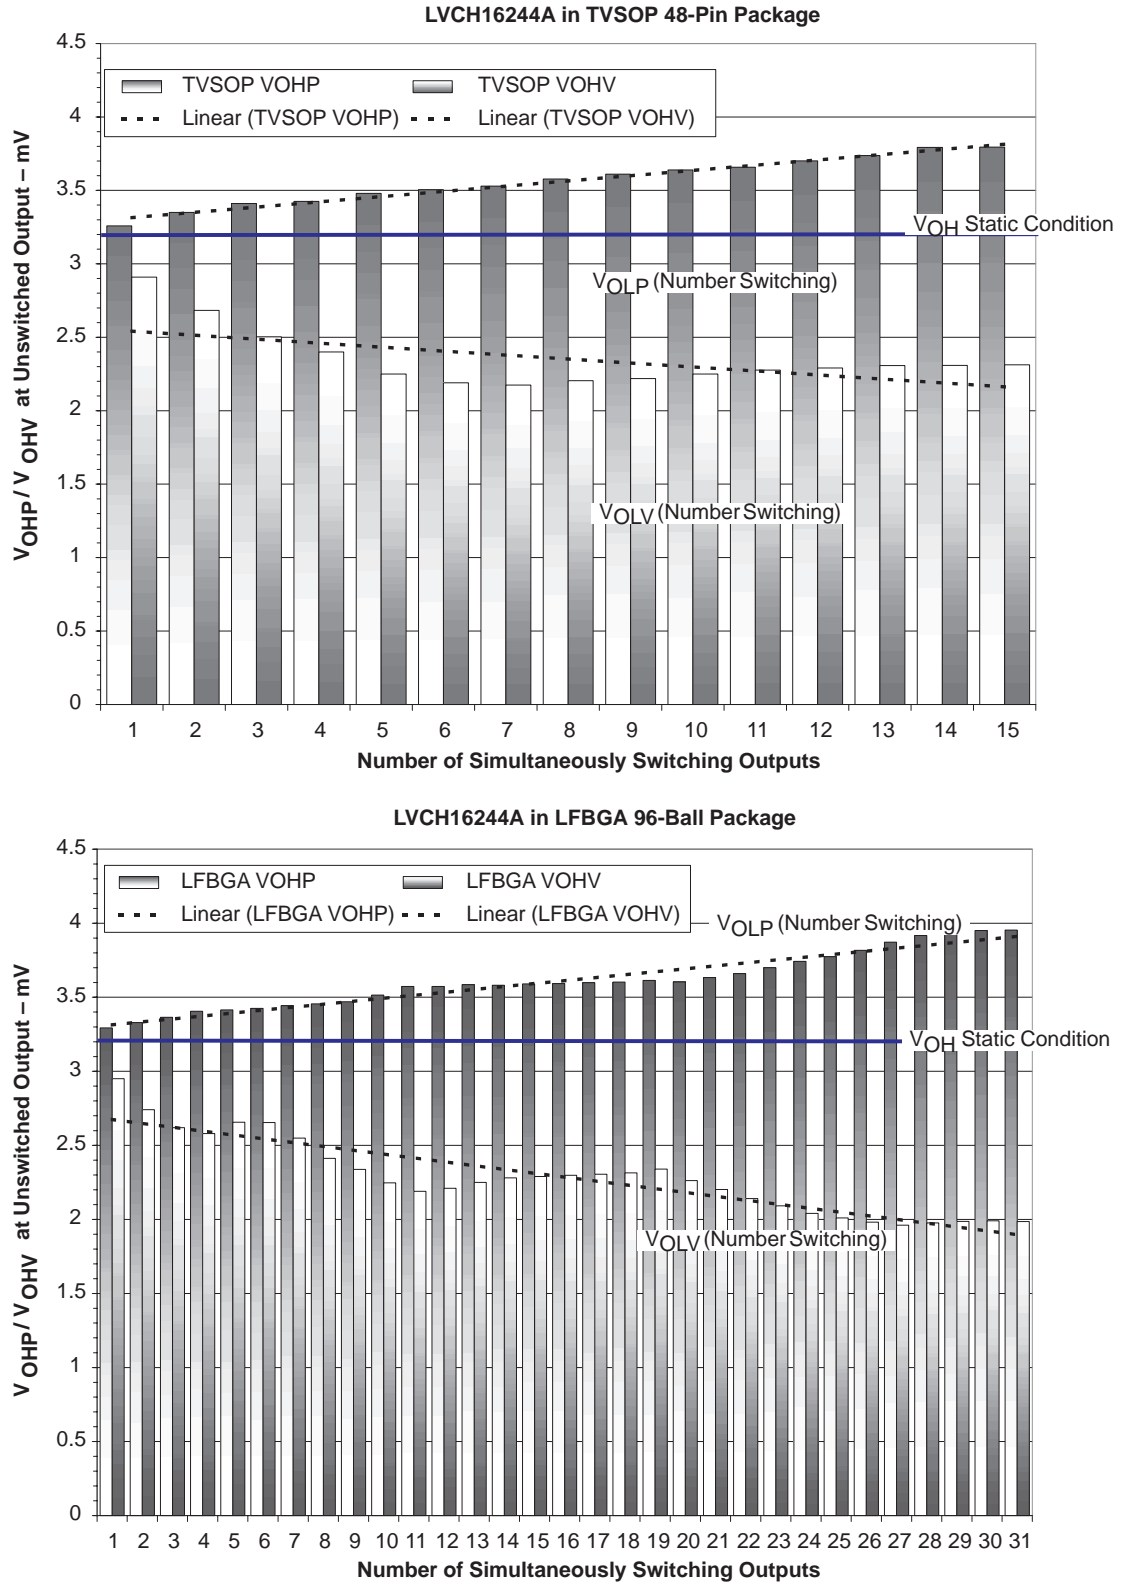 LVCH16244A in TVSOP 48-Pin Package
4.5
4
3.5
3
2.5
2
1.5
1
0.5
0
VOHP/ VOHV at Unswitched Output – mV
TVSOP VOHP
TVSOP VOHV
Linear (TVSOP VOHP)
Linear (TVSOP VOHV)
VOH Static Condition
VOLP (Number Switching)
VOLV (Number Switching)
1 2 3 4 5 6 7 8 9 10 11 12 13 14 15
Number of Simultaneously Switching Outputs
LVCH16244A in LFBGA 96-Ball Package
4.5
4
3.5
3
2.5
2
1.5
1
0.5
0
VOHP/ VOHV at Unswitched Output – mV
LFBGA VOHP
LFBGA VOHV
Linear (LFBGA VOHP)
Linear (LFBGA VOHV)
VOLP (Number Switching)
VOH Static Condition
VOLV (Number Switching)
1 2 3 4 5 6 7 8 9 10 11 12 13 14 15 16 17 18 19 20 21 22 23 24 25 26 27 28 29 30 31
Number of Simultaneously Switching Outputs